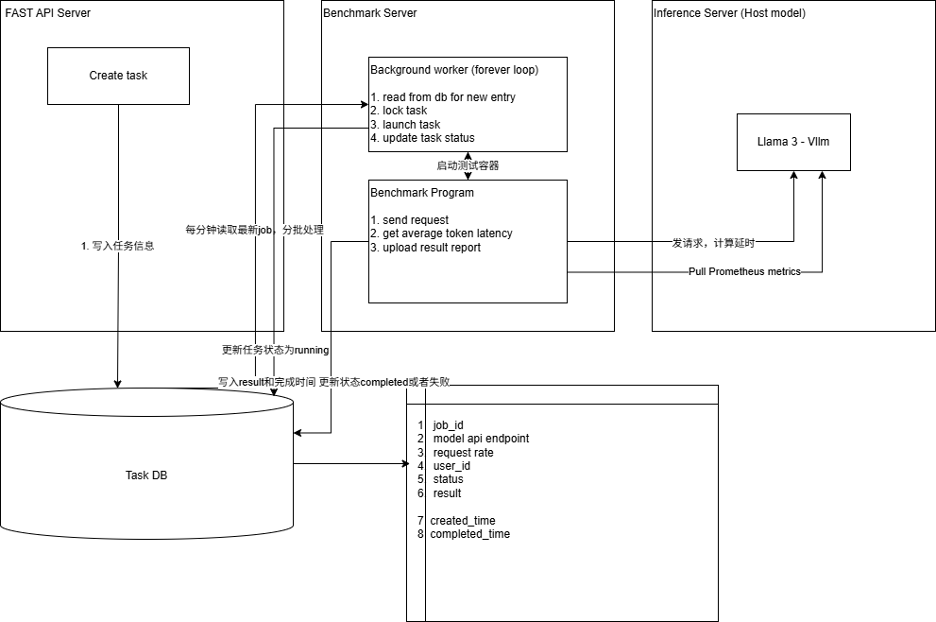 FAST API Server
Create task
1. 写入任务信息
Benchmark Server
Background worker (forever loop)
1. read from db for new entry
2. lock task
3. launch task
4. update task status
启动测试容器
Benchmark Program
1. send request
2. get average token latency
3. upload result report
每分钟读取最新job，分批处理
Inference Server (Host model)
Llama 3 - Vllm
发请求，计算延时
Pull Prometheus metrics
更新任务状态为running
写入result和完成时间 更新状态completed或者失败
Task DB
1 job_id
2 model api endpoint
3 request rate
4 user_id
5 status
6 result
7 created_time
8 completed_time